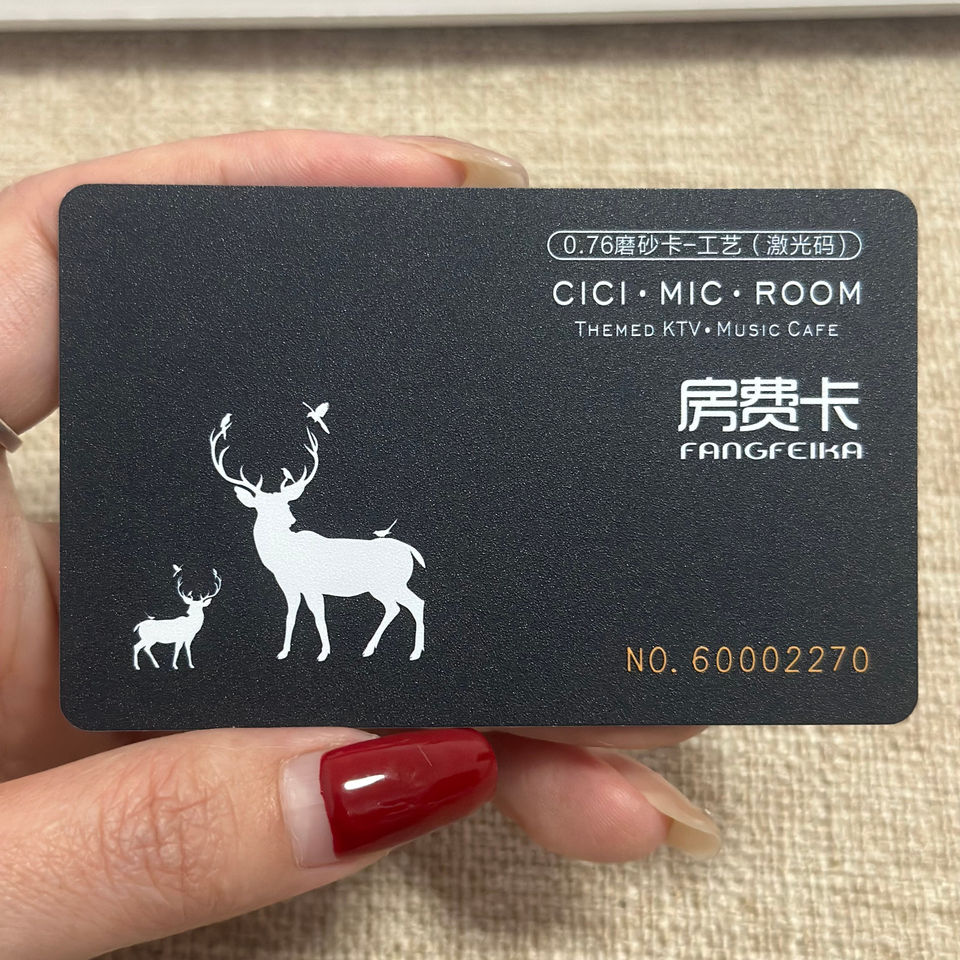 0.76磨砂卡-工艺（激光码）
CICI·MIC·ROOM
THEMED KTV·MUSIC CAFE
房费卡
FANGFEIKA
NO. 60002270